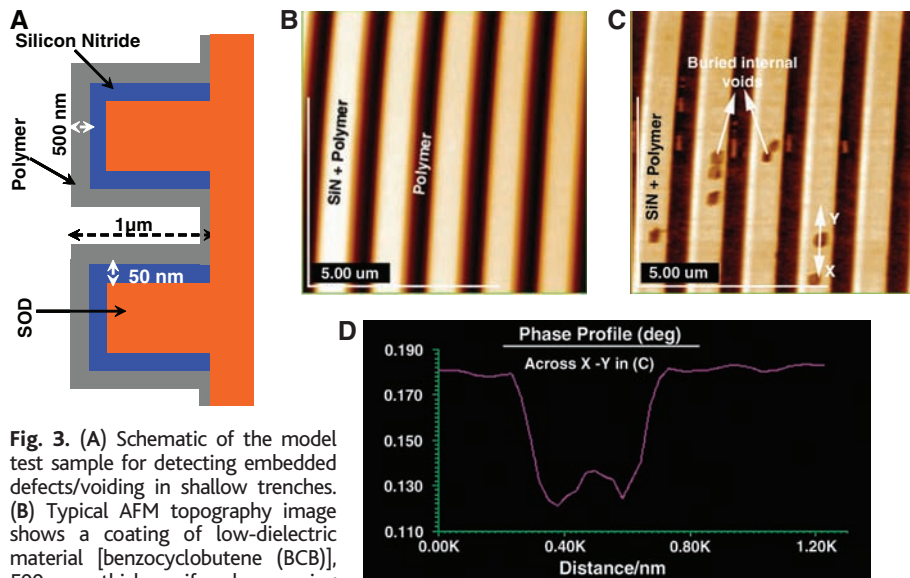 A
Silicon Nitride
500 nm
Polymer
1µm
50 nm
SOD
B
SiN + Polymer
Polymer
5.00 um
C
Buried internal
voids
SiN + Polymer
Y
X
5.00 um
D
Phase Profile (deg)
Across X -Y in (C)
0.190
0.170
0.150
0.130
0.110
0.00K 0.40K 0.80K 1.20K
Distance/nm
Fig. 3. (A) Schematic of the model
test sample for detecting embedded
defects/voiding in shallow trenches.
(B) Typical AFM topography image
shows a coating of low-dielectric
material [benzocyclobutene (BCB)],